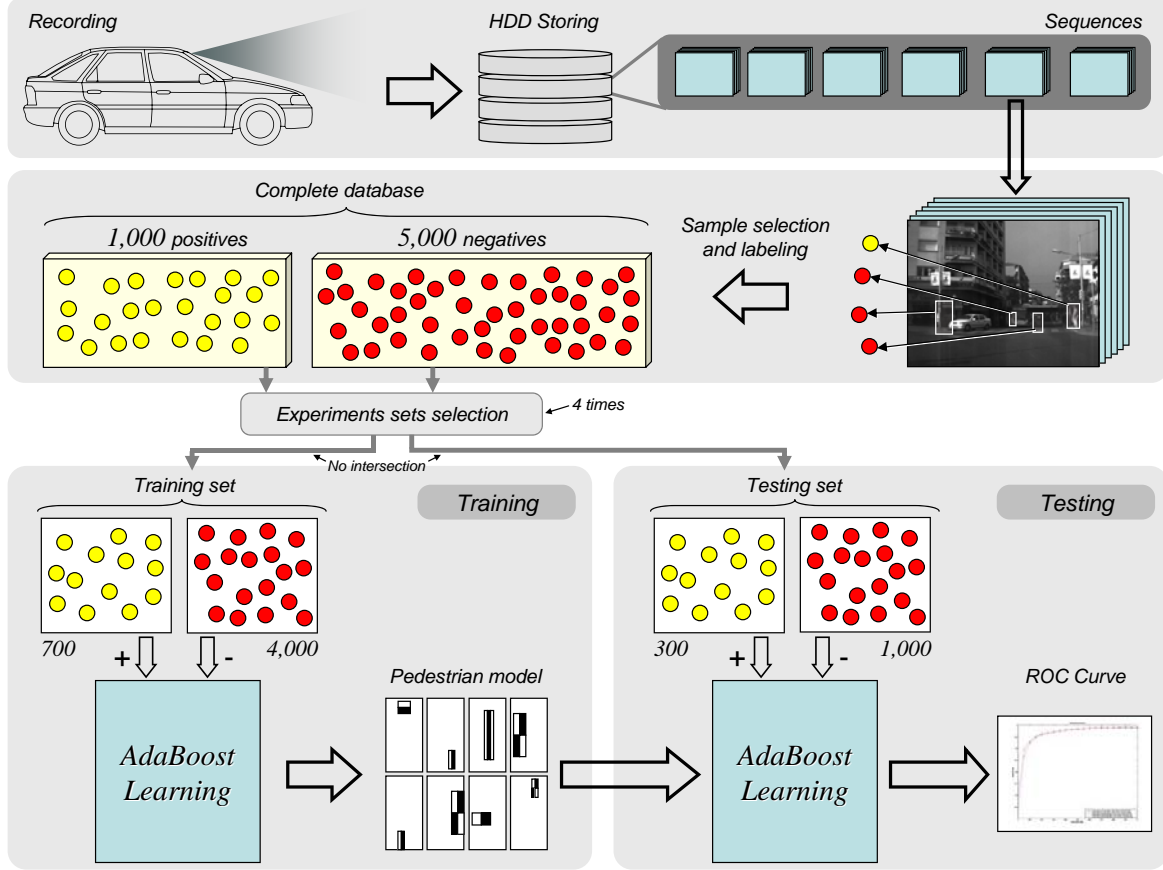 Recording
HDD Storing
Sequences
Complete database
1,000 positives
5,000 negatives
Sample selection
and labeling
Experiments sets selection
4 times
No intersection
Training set
Training
700
+
-
4,000
AdaBoost
Learning
Pedestrian model
Testing set
Testing
300
+
-
1,000
AdaBoost
Learning
ROC Curve